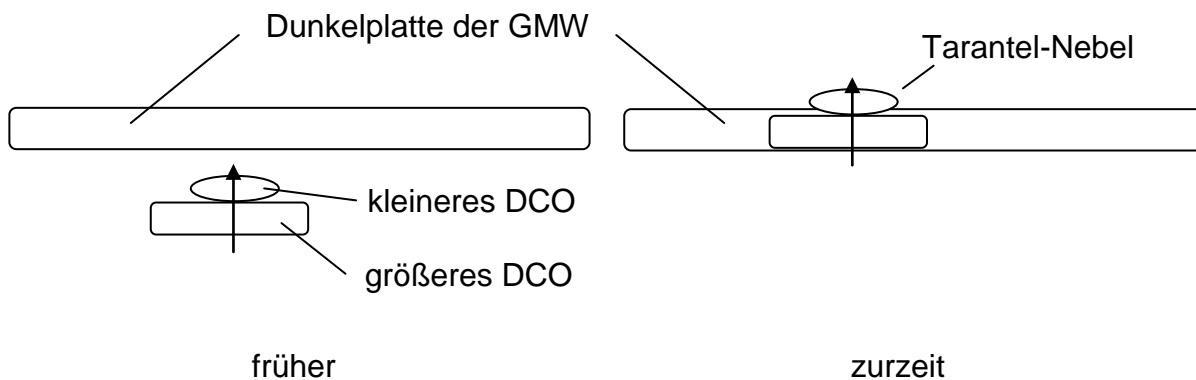 Dunkelplatte der GMW
Tarantel-Nebel
kleineres DCO
größeres DCO
früher
zurzeit